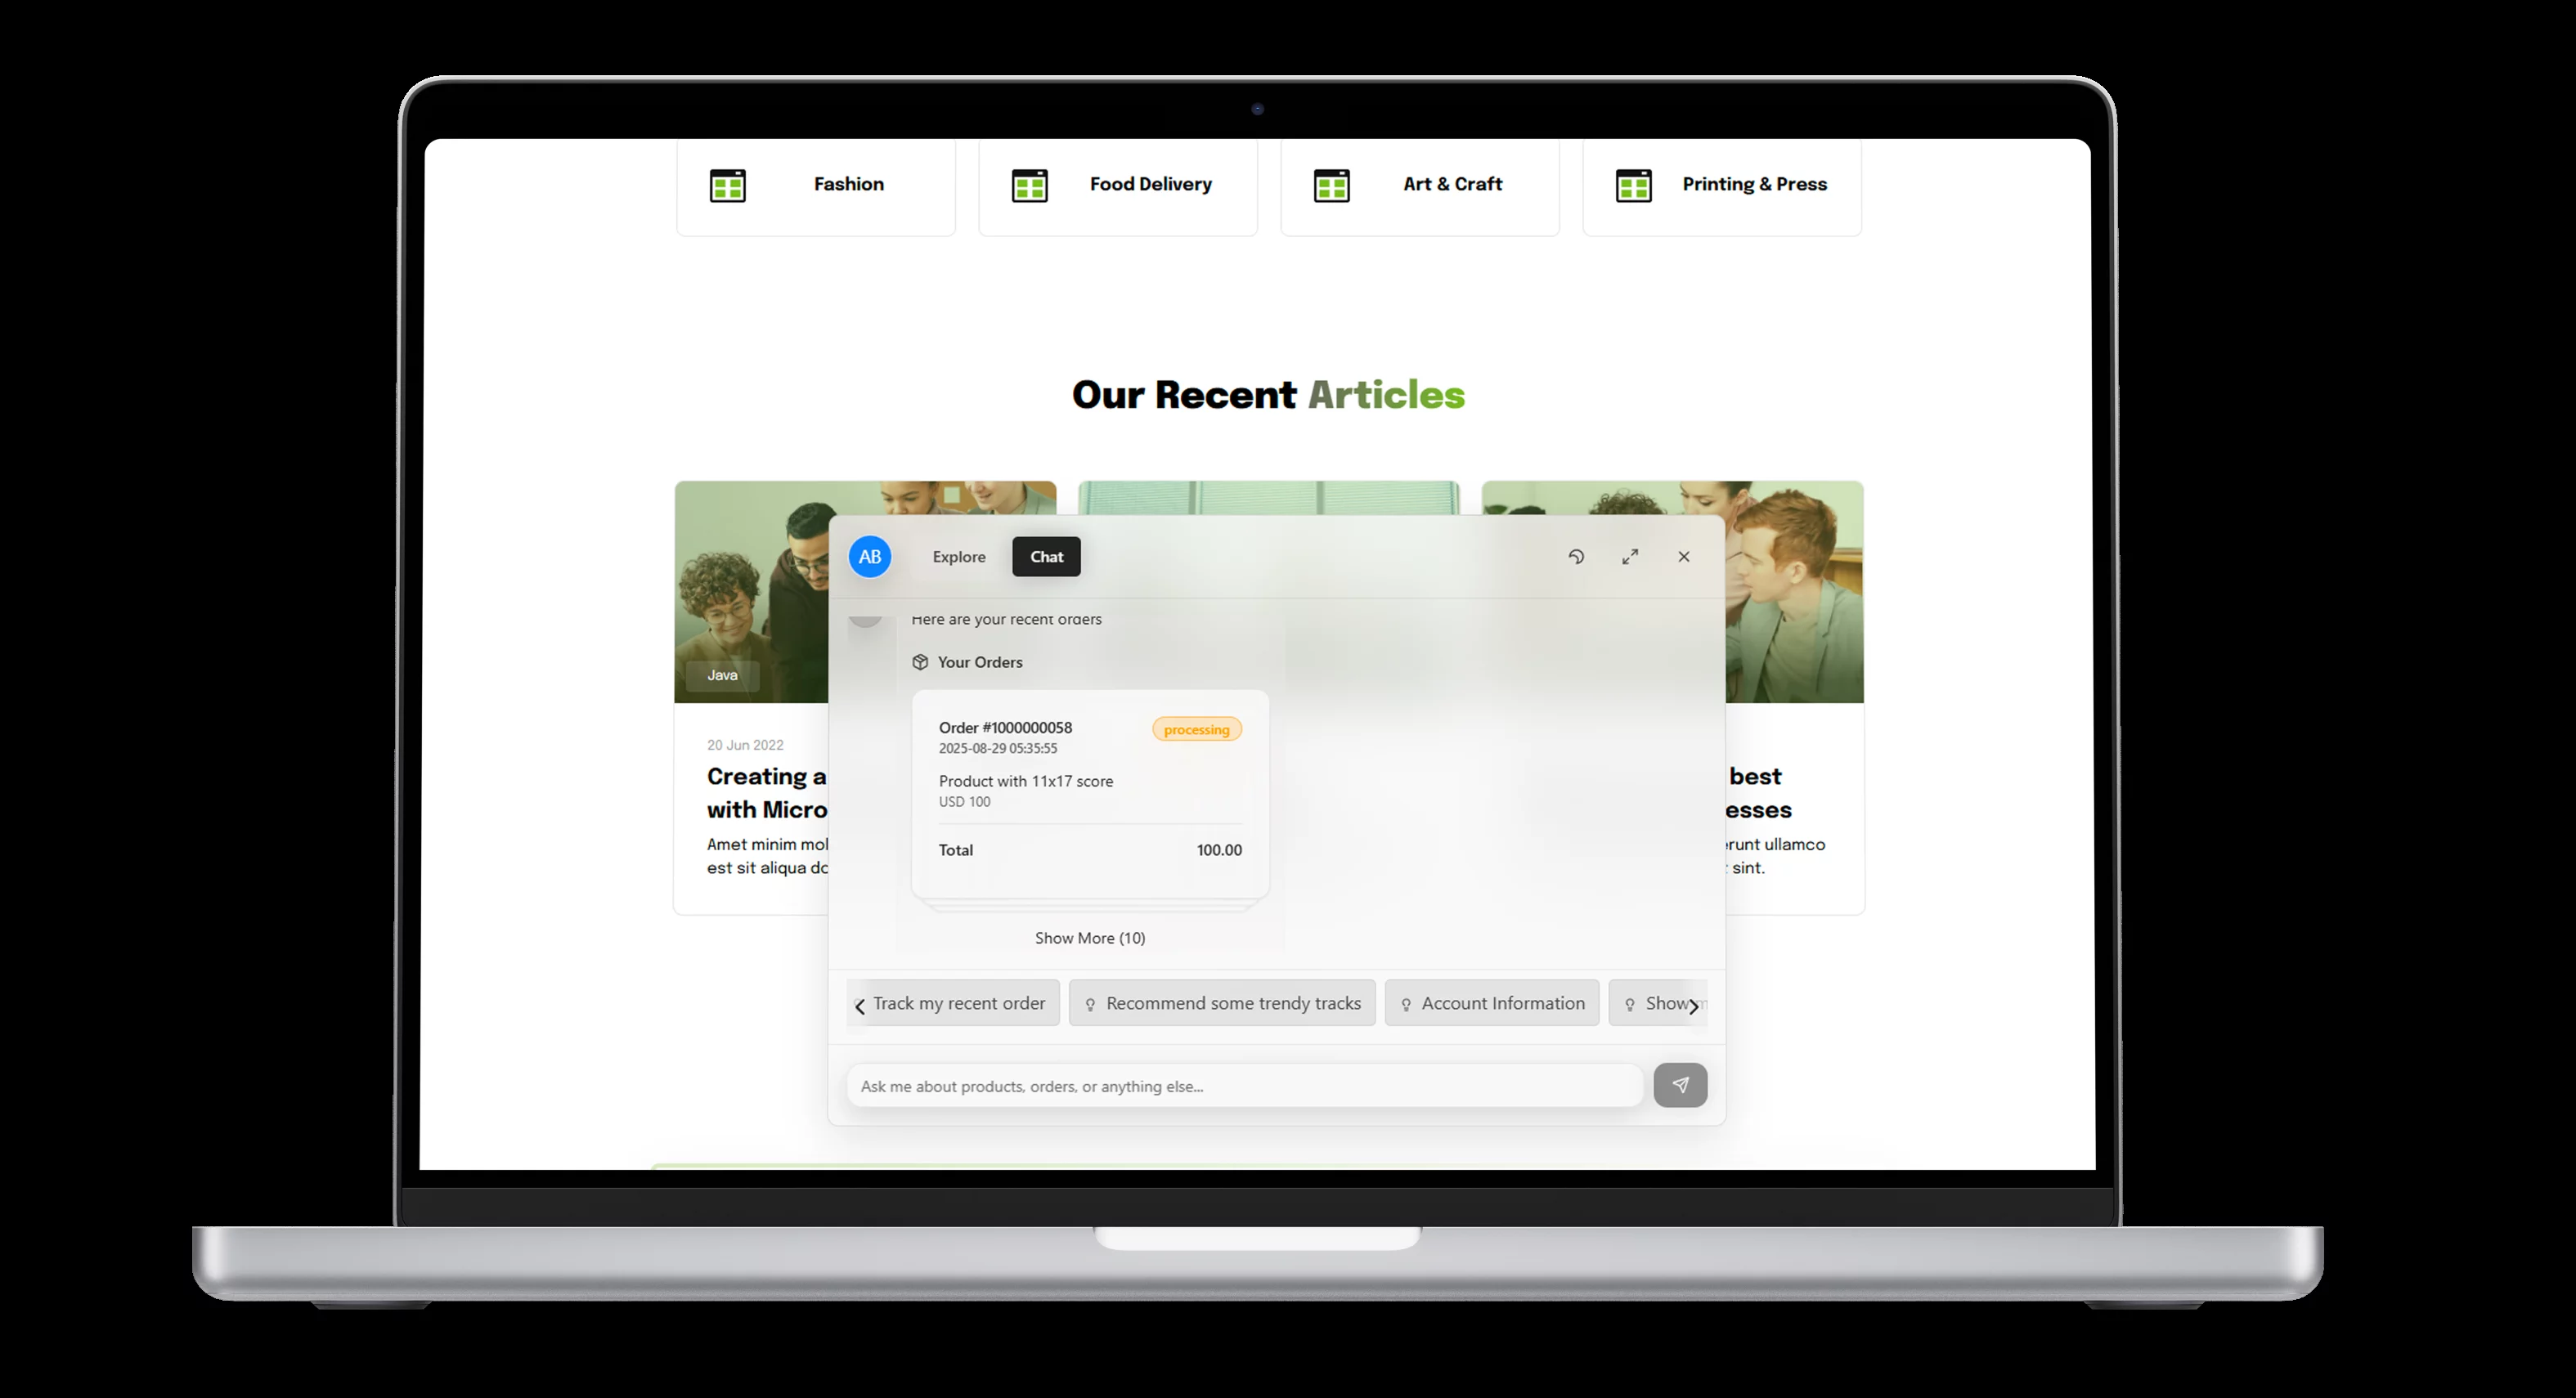 Fashion
Food Delivery
Art & Craft
Printing & Press
Our Recent Articles
Java
20 Jun 2022
Creating a
with Micro
Amet minim mol
est sit aliqua do
best
esses
erunt ullamco
sint.
AB
Explore
Chat
Here are your recent orders
Your Orders
Order #1000000058
processing
2025-08-29 05:35:55
Product with 11x17 score
USD 100
Total
100.00
Show More (10)
Track my recent order
Recommend some trendy tracks
Account Information
Show
Ask me about products, orders, or anything else...